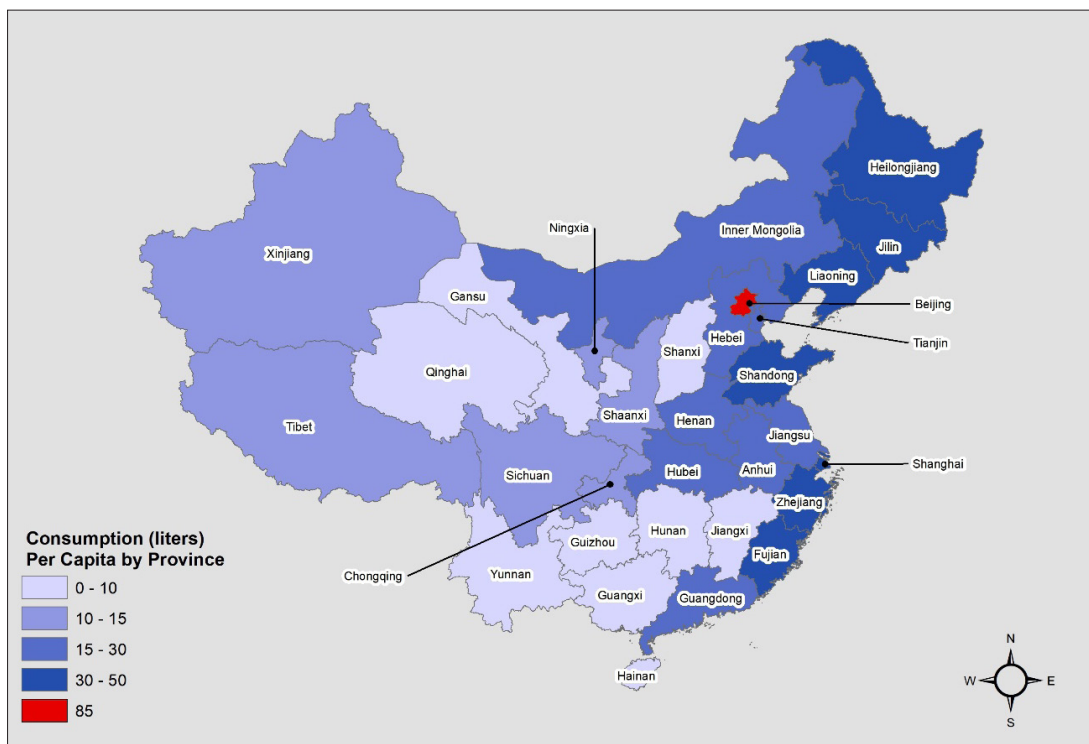 Heilongjiang
Ningxia
Inner Mongolia
Jilin
Xinjiang
Liaoning
Gansu
Beijing
Hebei
Tianjin
Shanxi
Qinghai
Shandong
Shaanxi
Henan
Tibet
Jiangsu
Shanghai
Sichuan
Hubei
Anhui
Zhejiang
Hunan
Jiangxi
Guizhou
Fujian
Chongqing
Yunnan
Guangxi
Guangdong
Hainan
Consumption (liters)
Per Capita by Province
0 - 10
10 - 15
15 - 30
30 - 50
85
N
W E
S